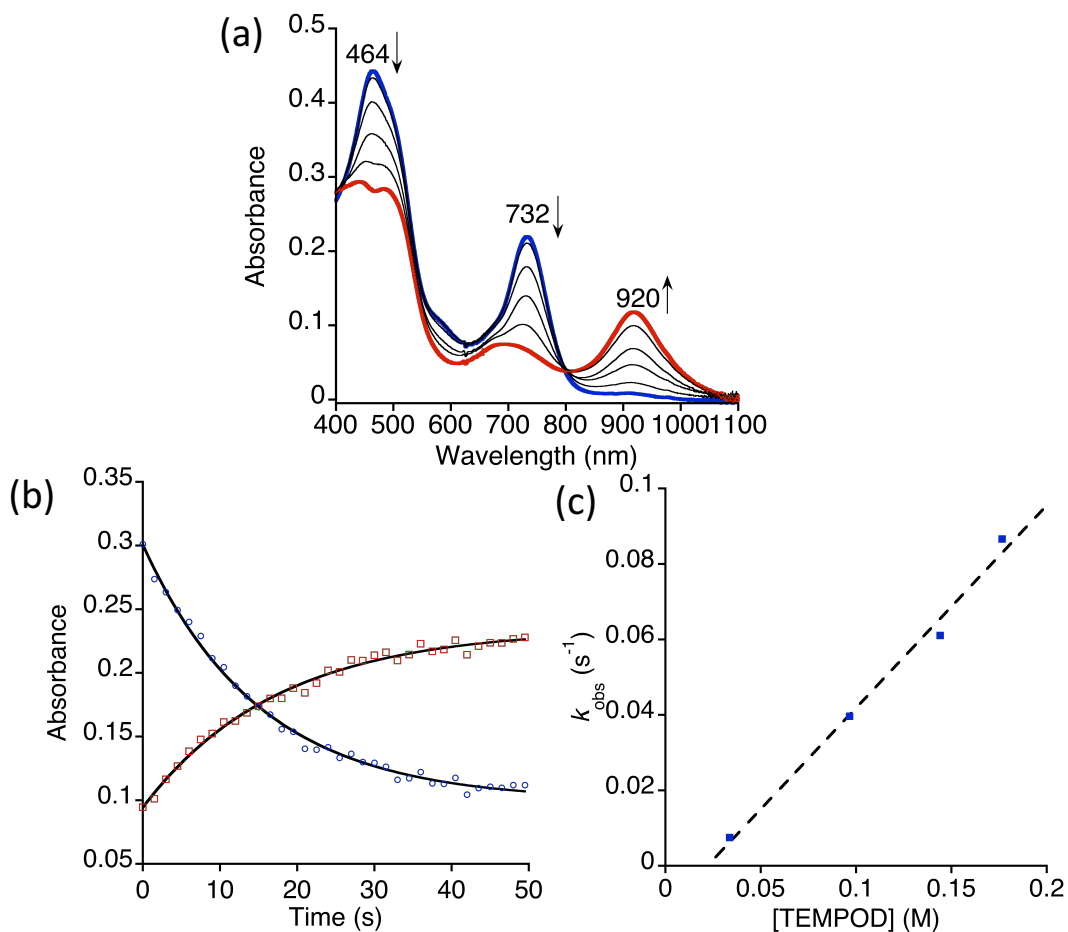 (a)
0.5
0.4
0.3
0.2
0.1
0
Absorbance
464
732
920
400 500 600 700 800 900 1000 1100
Wavelength (nm)
(b)
0.35
0.3
0.25
0.2
0.15
0.1
0.05
Absorbance
0 10 20 30 40 50
Time (s)
(c)
0.1
0.08
0.06
0.04
0.02
0
k_obs (s^-1)
0 0.05 0.1 0.15 0.2
[TEMPOD] (M)